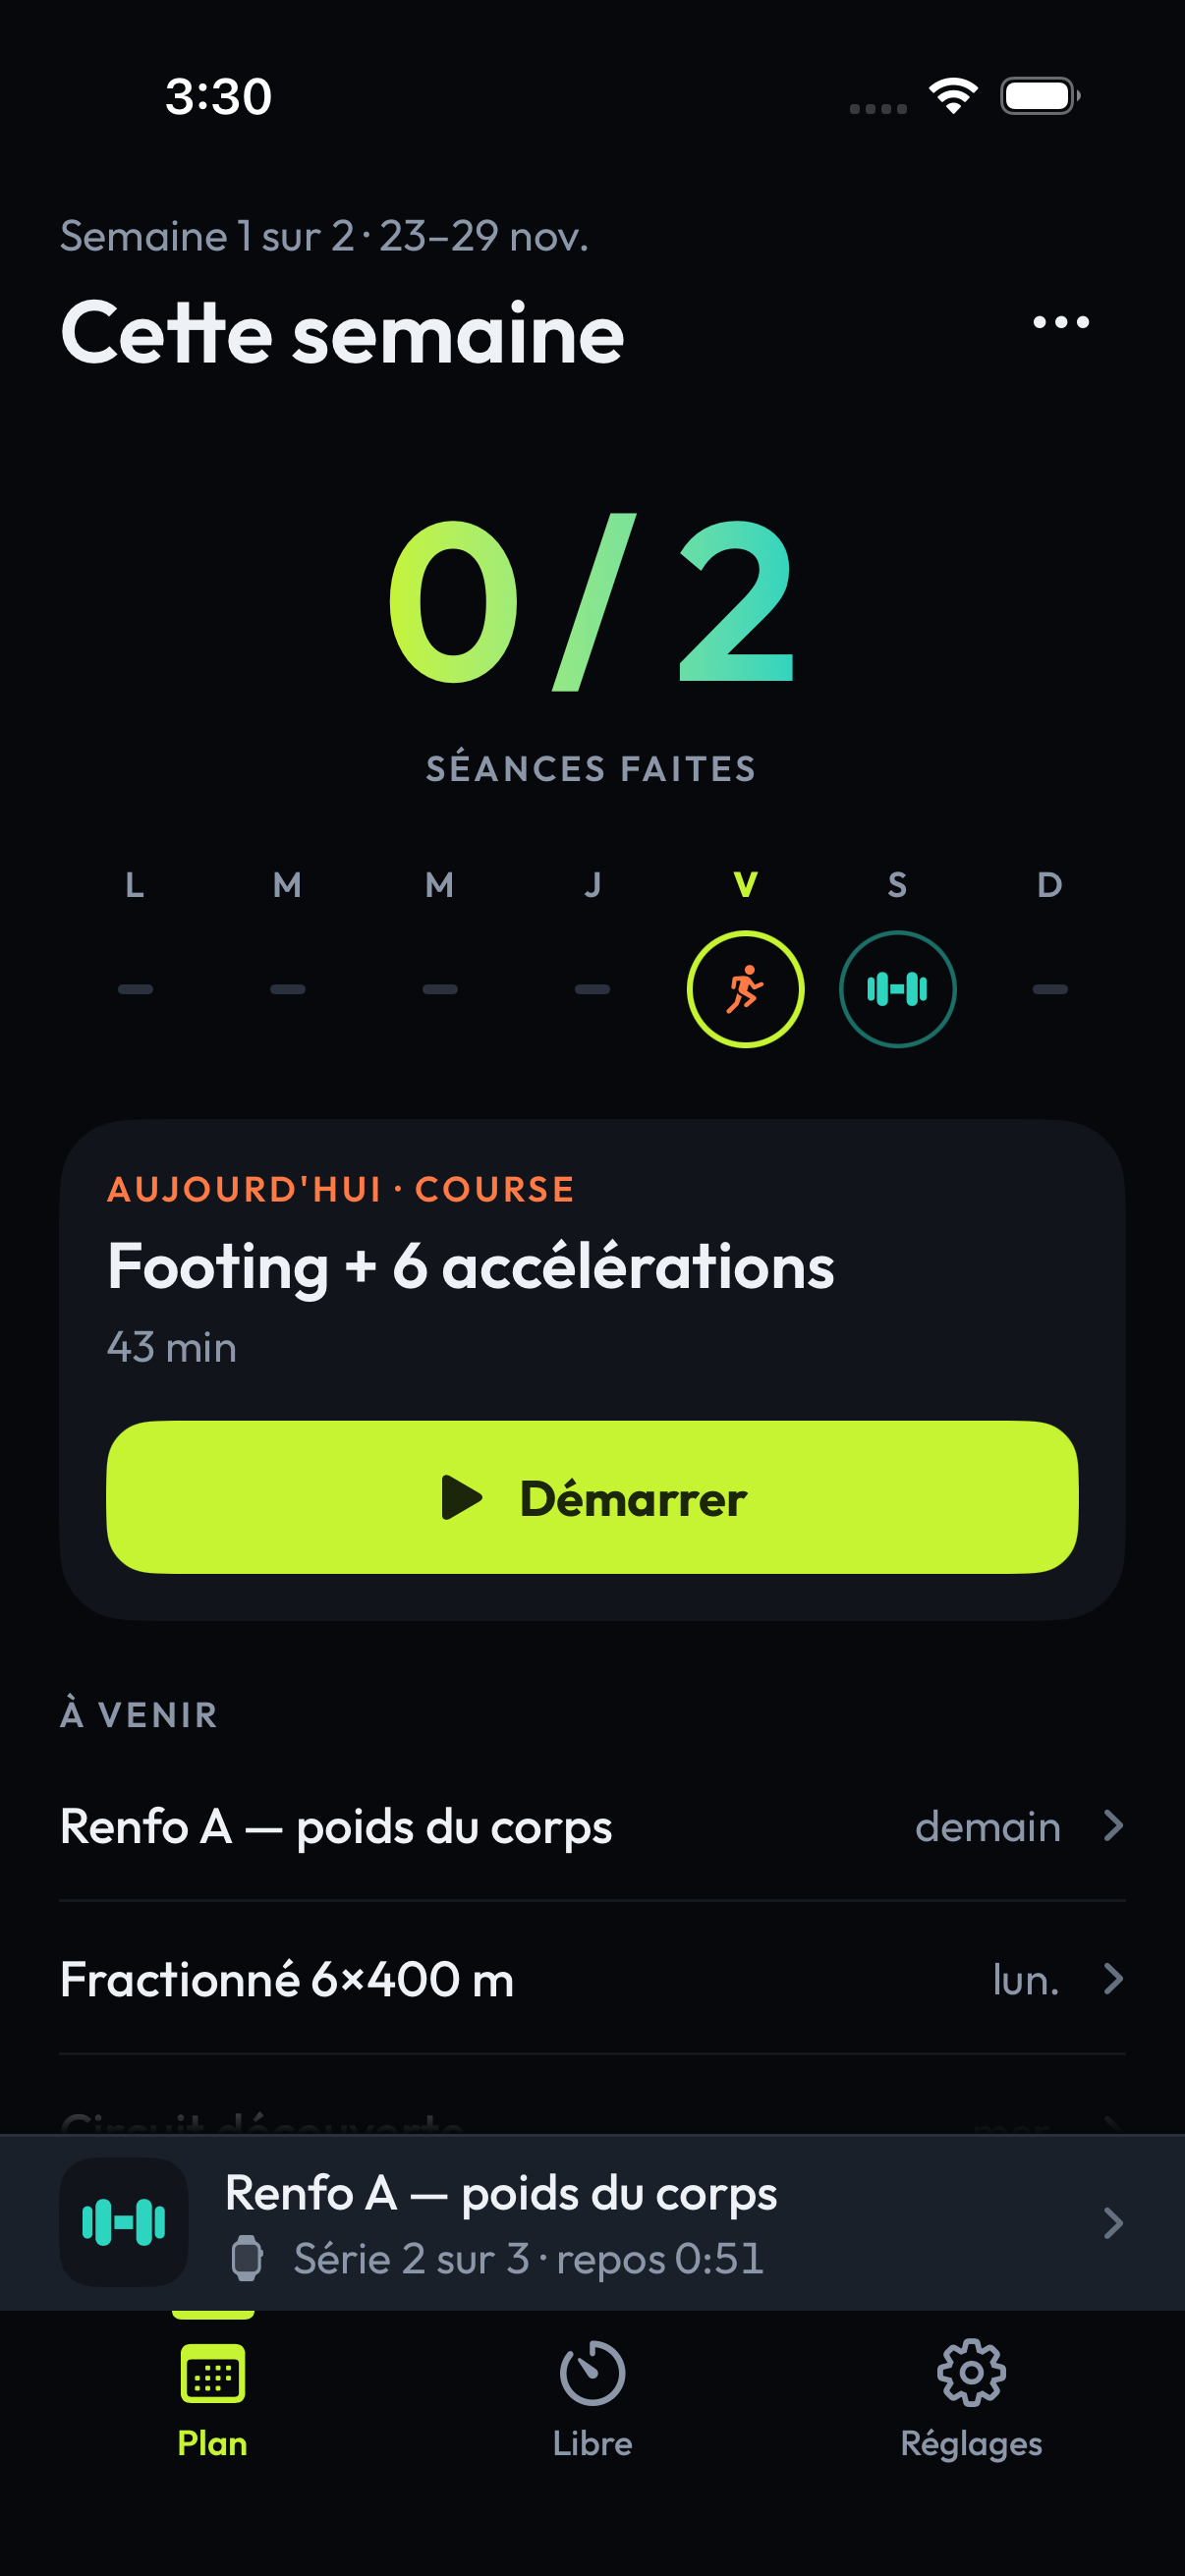 3:30
Semaine 1 sur 2 · 23–29 nov.
Cette semaine
0/2
SÉANCES FAITES
L M M J V S D
AUJOURD'HUI · COURSE
Footing + 6 accélérations
43 min
Démarrer
À VENIR
Renfo A — poids du corps demain
Fractionné 6×400 m lun.
Circuit découverte
Renfo A — poids du corps
Série 2 sur 3 · repos 0:51
Plan Libre Réglages